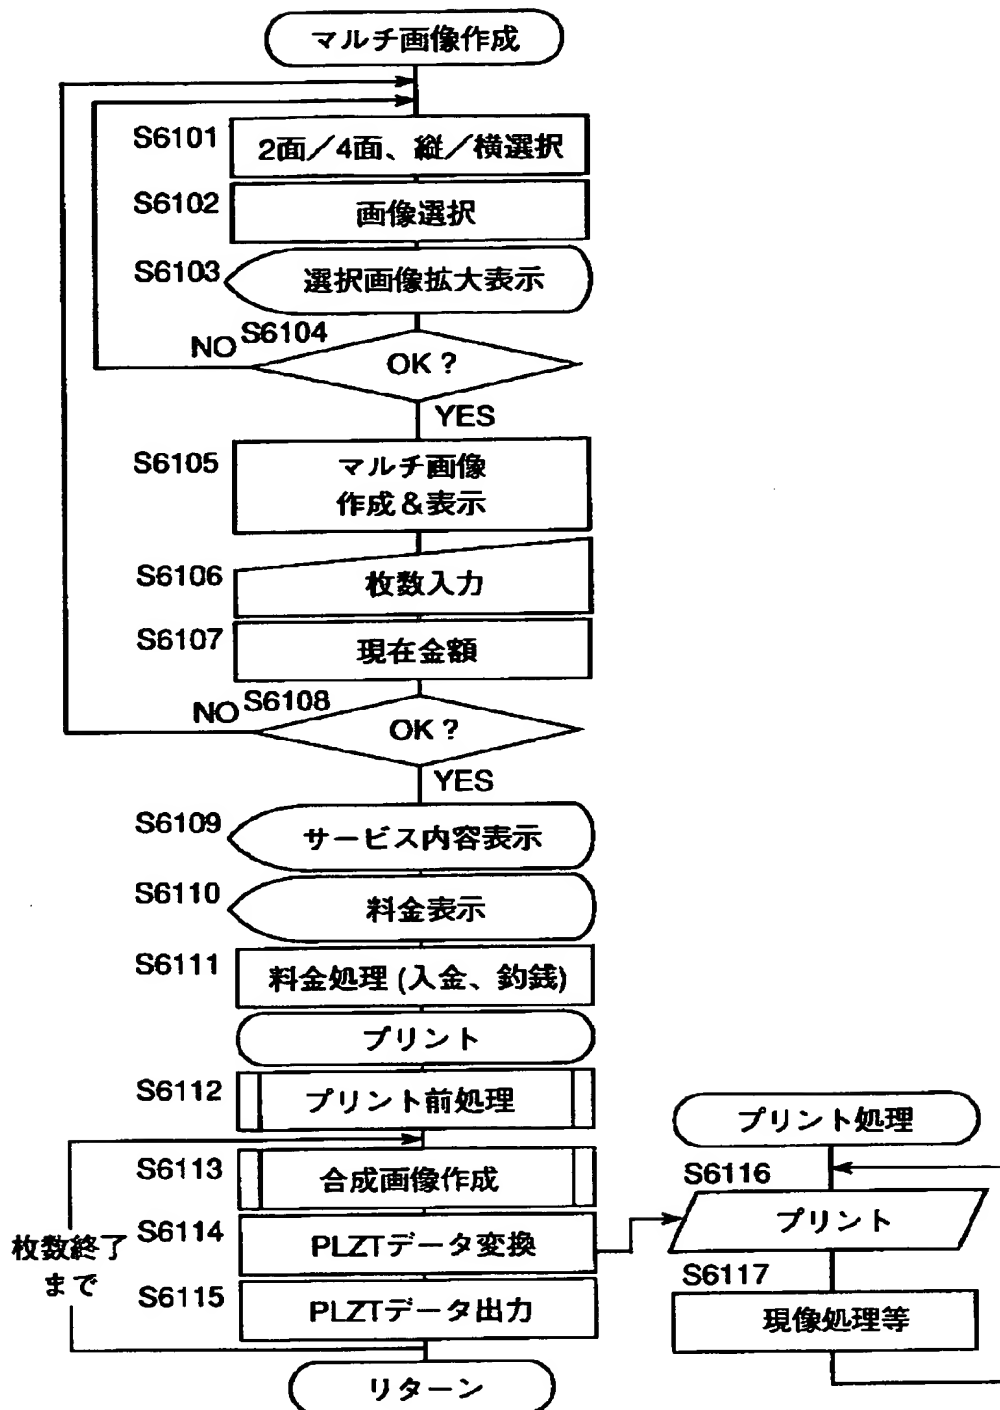 マルチ画像作成
S6101
2面／4面、縦／横選択
S6102
画像選択
S6103
選択画像拡大表示
S6104
NO
OK？
YES
S6105
マルチ画像
作成＆表示
S6106
枚数入力
S6107
現在金額
S6108
NO
OK？
YES
S6109
サービス内容表示
S6110
料金表示
S6111
料金処理 (入金、釣銭)
プリント
S6112
プリント前処理
S6113
合成画像作成
S6114
PLZTデータ変換
枚数終了
まで
S6115
PLZTデータ出力
リターン
プリント処理
S6116
プリント
S6117
現像処理等